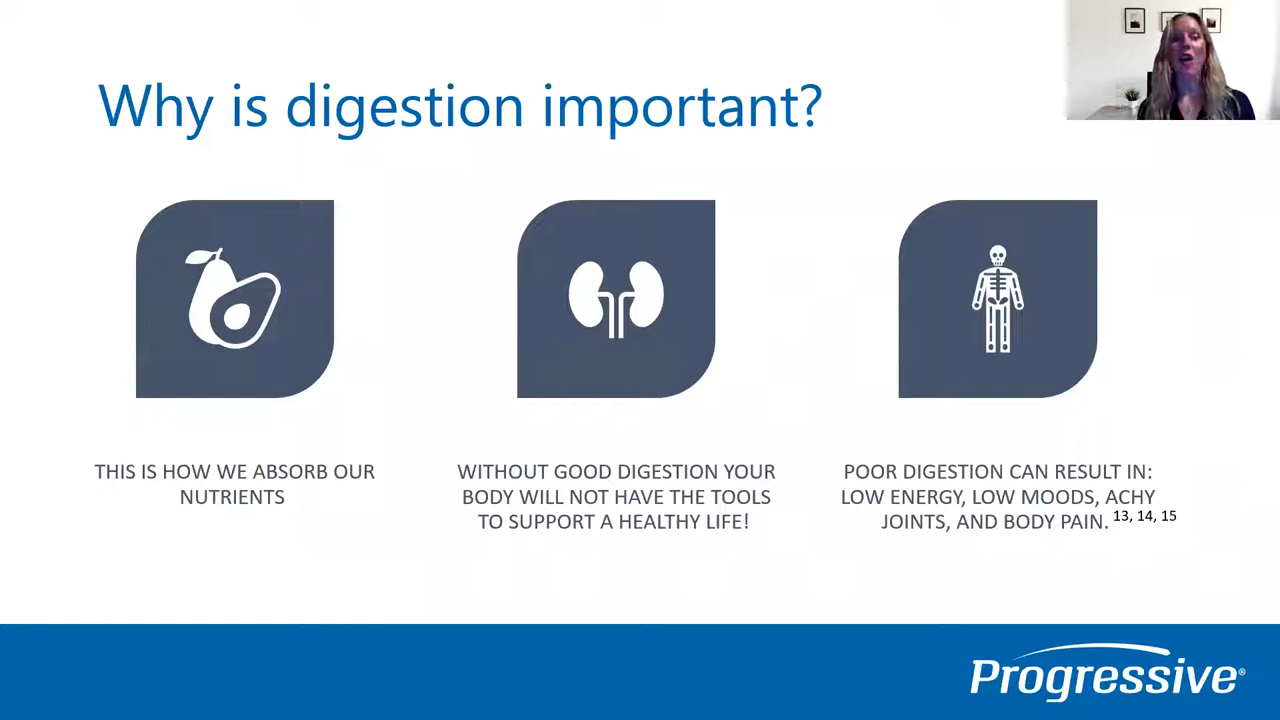 Why is digestion important?
THIS IS HOW WE ABSORB OUR
NUTRIENTS
WITHOUT GOOD DIGESTION YOUR
BODY WILL NOT HAVE THE TOOLS
TO SUPPORT A HEALTHY LIFE!
POOR DIGESTION CAN RESULT IN:
LOW ENERGY, LOW MOODS, ACHY
JOINTS, AND BODY PAIN. 13, 14, 15
Progressive®